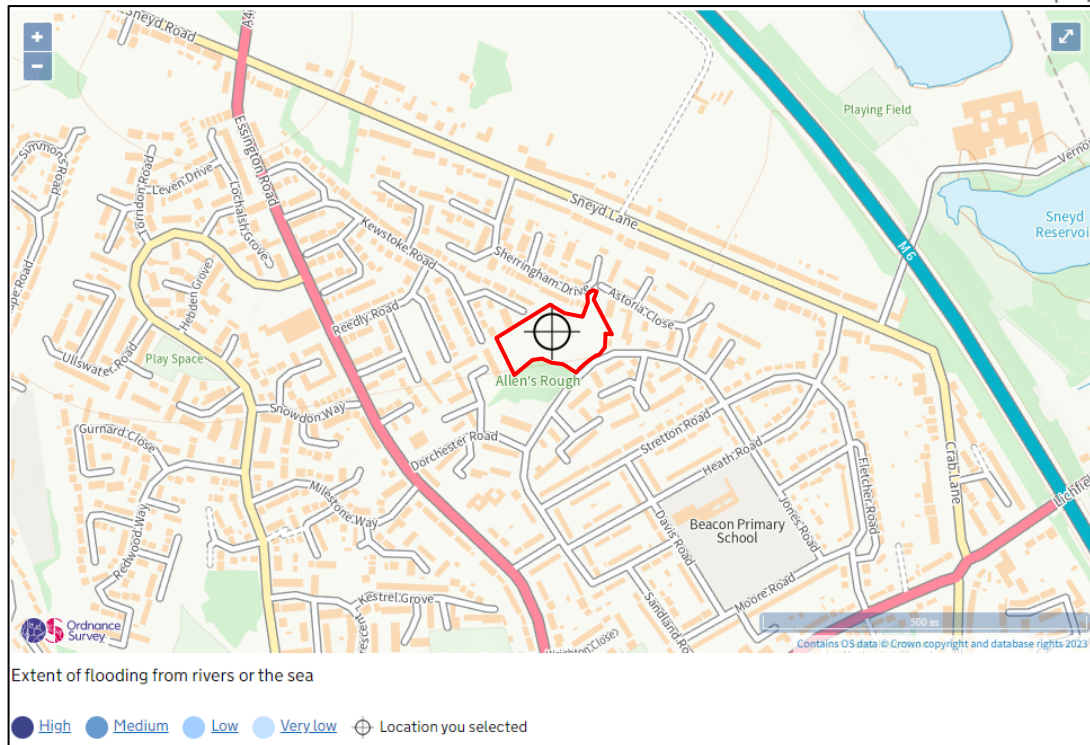 +
−
Sneyd Road
A4
Simmons Road
Torridon Road
Leven Drive
Lochalsh Grove
Essington Road
Kewstoke Road
Sneyd Lane
Playing Field
Sneyd
Reservoi
M6
Sherringham Drive
Astoria Close
Hebden Grove
Reedly Road
Ullswater Road
Play Space
Allen's Rough
Snowdon Way
Gurnard Close
Dorchester Road
Stretton Road
Heath Road
Fletcher Road
Crab Lane
Lichfiel
Milestone Way
Redwood Way
Davis Road
Jones Road
Beacon Primary
School
Moore Road
Sandland Ro
Kestrel Grove
Ordnance
Survey
500 m
Contains OS data © Crown copyright and database rights 2023
Extent of flooding from rivers or the sea
High Medium Low Very low Location you selected